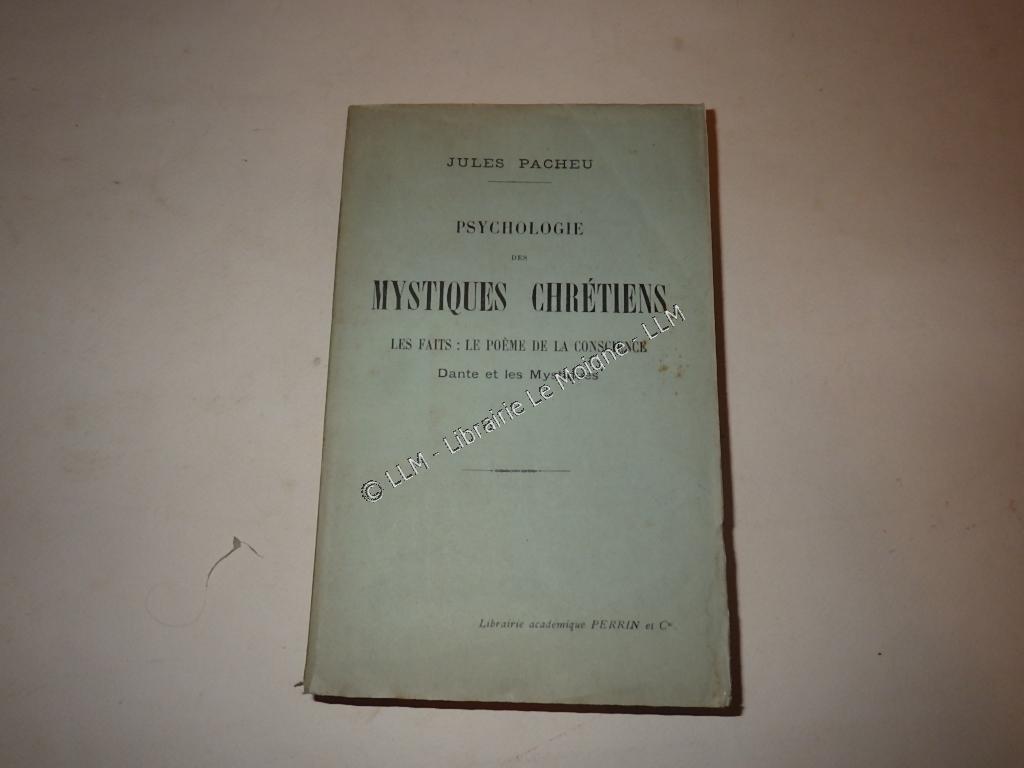 JULES PACHEU
PSYCHOLOGIE
DES
MYSTIQUES CHRÉTIENS
LES FAITS : LE POÈME DE LA CONSCIENCE
Dante et les Mystiques
Librairie académique PERRIN et Cie
© LLM - Librairie Le Moigner LLM